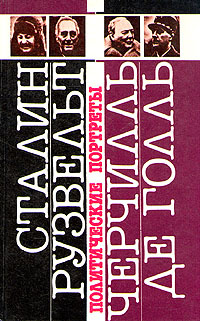 СТАЛИН
РУЗВЕЛЬТ
ПОЛИТИЧЕСКИЕ ПОРТРЕТЫ
ЧЕРЧИЛЛЬ
ДЕ ГОЛЛЬ